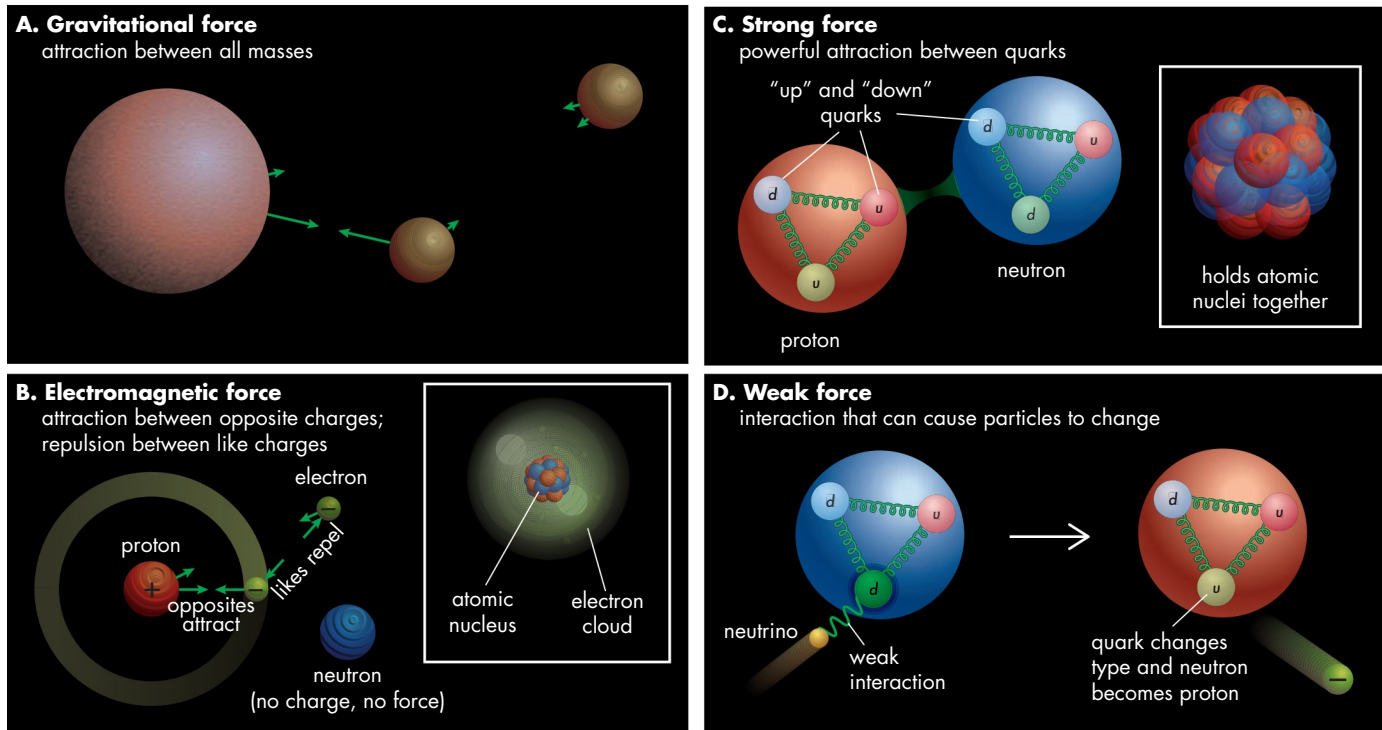 A. Gravitational force
attraction between all masses
B. Electromagnetic force
attraction between opposite charges;
repulsion between like charges
electron
proton
+
−
−
likes repel
opposites
attract
neutron
(no charge, no force)
atomic
nucleus
electron
cloud
C. Strong force
powerful attraction between quarks
"up" and "down"
quarks
d
u
u
proton
d
u
d
neutron
holds atomic
nuclei together
D. Weak force
interaction that can cause particles to change
d
u
d
neutrino
weak
interaction
d
u
u
quark changes
type and neutron
becomes proton
−